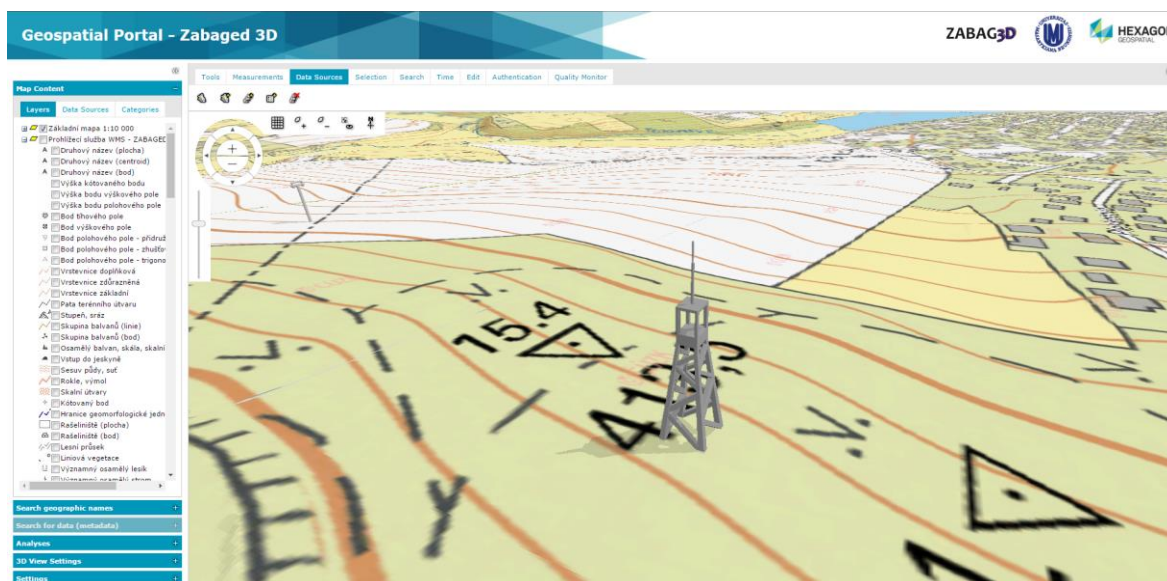 Geospatial Portal - Zabaged 3D
ZABAG3D
HEXAGON
GEOSPATIAL
Map Content
Layers Data Sources Categories
Základní mapa 1:10 000
Prohlížecí služba WMS - ZABAGED
Druhový název (plocha)
Druhový název (centroid)
Druhový název (bod)
Výška kótovaného bodu
Výška bodu výškového pole
Výška bodu polohového pole
Bod tíhového pole
Bod výškového pole
Bod polohového pole - přidruž
Bod polohového pole - zhušťov
Bod polohového pole - trigono
Vrstevnice doplňková
Vrstevnice zdůrazněná
Vrstevnice základní
Pata terénního útvaru
Stupeň, sráz
Skupina balvanů (linie)
Skupina balvanů (bod)
Osamělý balvan, skála, skalní
Vstup do jeskyně
Sesuv půdy, suť
Rokle, výmol
Skalní útvary
Kótovaný bod
Hranice geomorfologické jedn
Rašeliniště (plocha)
Rašeliniště (bod)
Lesní průsek
Liniová vegetace
Významný osamělý lesík
Významný osamělý strom
Search geographic names
Search for data (metadata)
Analyses
3D View Settings
Settings
Tools Measurements Data Sources Selection Search Time Edit Authentication Quality Monitor
15.4